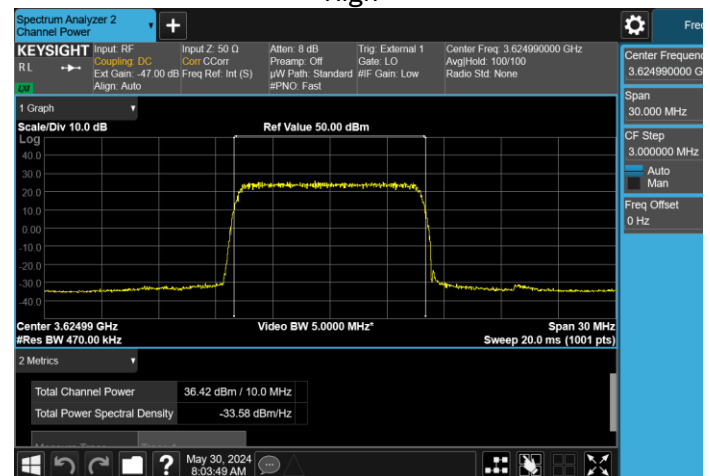 High
Spectrum Analyzer 2
Channel Power
KEYSIGHT
RL
LXI
Input: RF
Coupling: DC
Ext Gain: -47.00 dB
Align: Auto
Input Z: 50 Ω
Corr CCorr
Freq Ref: Int (S)
Atten: 8 dB
Preamp: Off
µW Path: Standard
#PNO: Fast
Trig: External 1
Gate: LO
#IF Gain: Low
Center Freq: 3.624990000 GHz
Avg|Hold: 100/100
Radio Std: None
1 Graph
Scale/Div 10.0 dB
Ref Value 50.00 dBm
Log
40.0
30.0
20.0
10.0
0.00
-10.0
-20.0
-30.0
-40.0
Center 3.62499 GHz
#Res BW 470.00 kHz
Video BW 5.0000 MHz*
Span 30 MHz
Sweep 20.0 ms (1001 pts)
2 Metrics
Total Channel Power 36.42 dBm / 10.0 MHz
Total Power Spectral Density -33.58 dBm/Hz
May 30, 2024
8:03:49 AM
?
Center Frequenc
3.624990000 G
Span
30.000 MHz
CF Step
3.000000 MHz
Auto
Man
Freq Offset
0 Hz